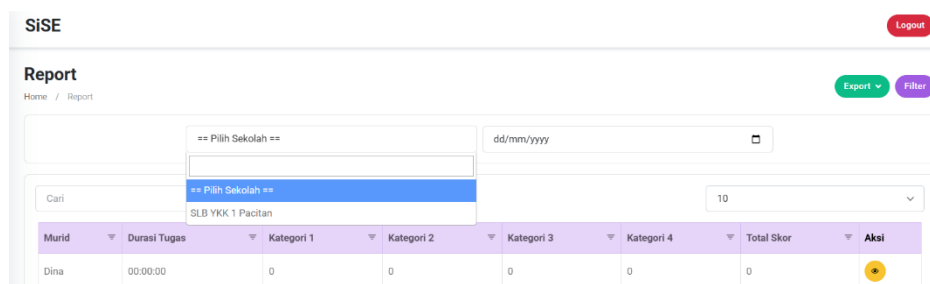 SiSE
Logout
Report
Home / Report
Export
Filter
== Pilih Sekolah ==
dd/mm/yyyy
== Pilih Sekolah ==
SLB YKK 1 Pacitan
Cari
10
Murid Durasi Tugas Kategori 1 Kategori 2 Kategori 3 Kategori 4 Total Skor Aksi
Dina 00:00:00 0 0 0 0 0